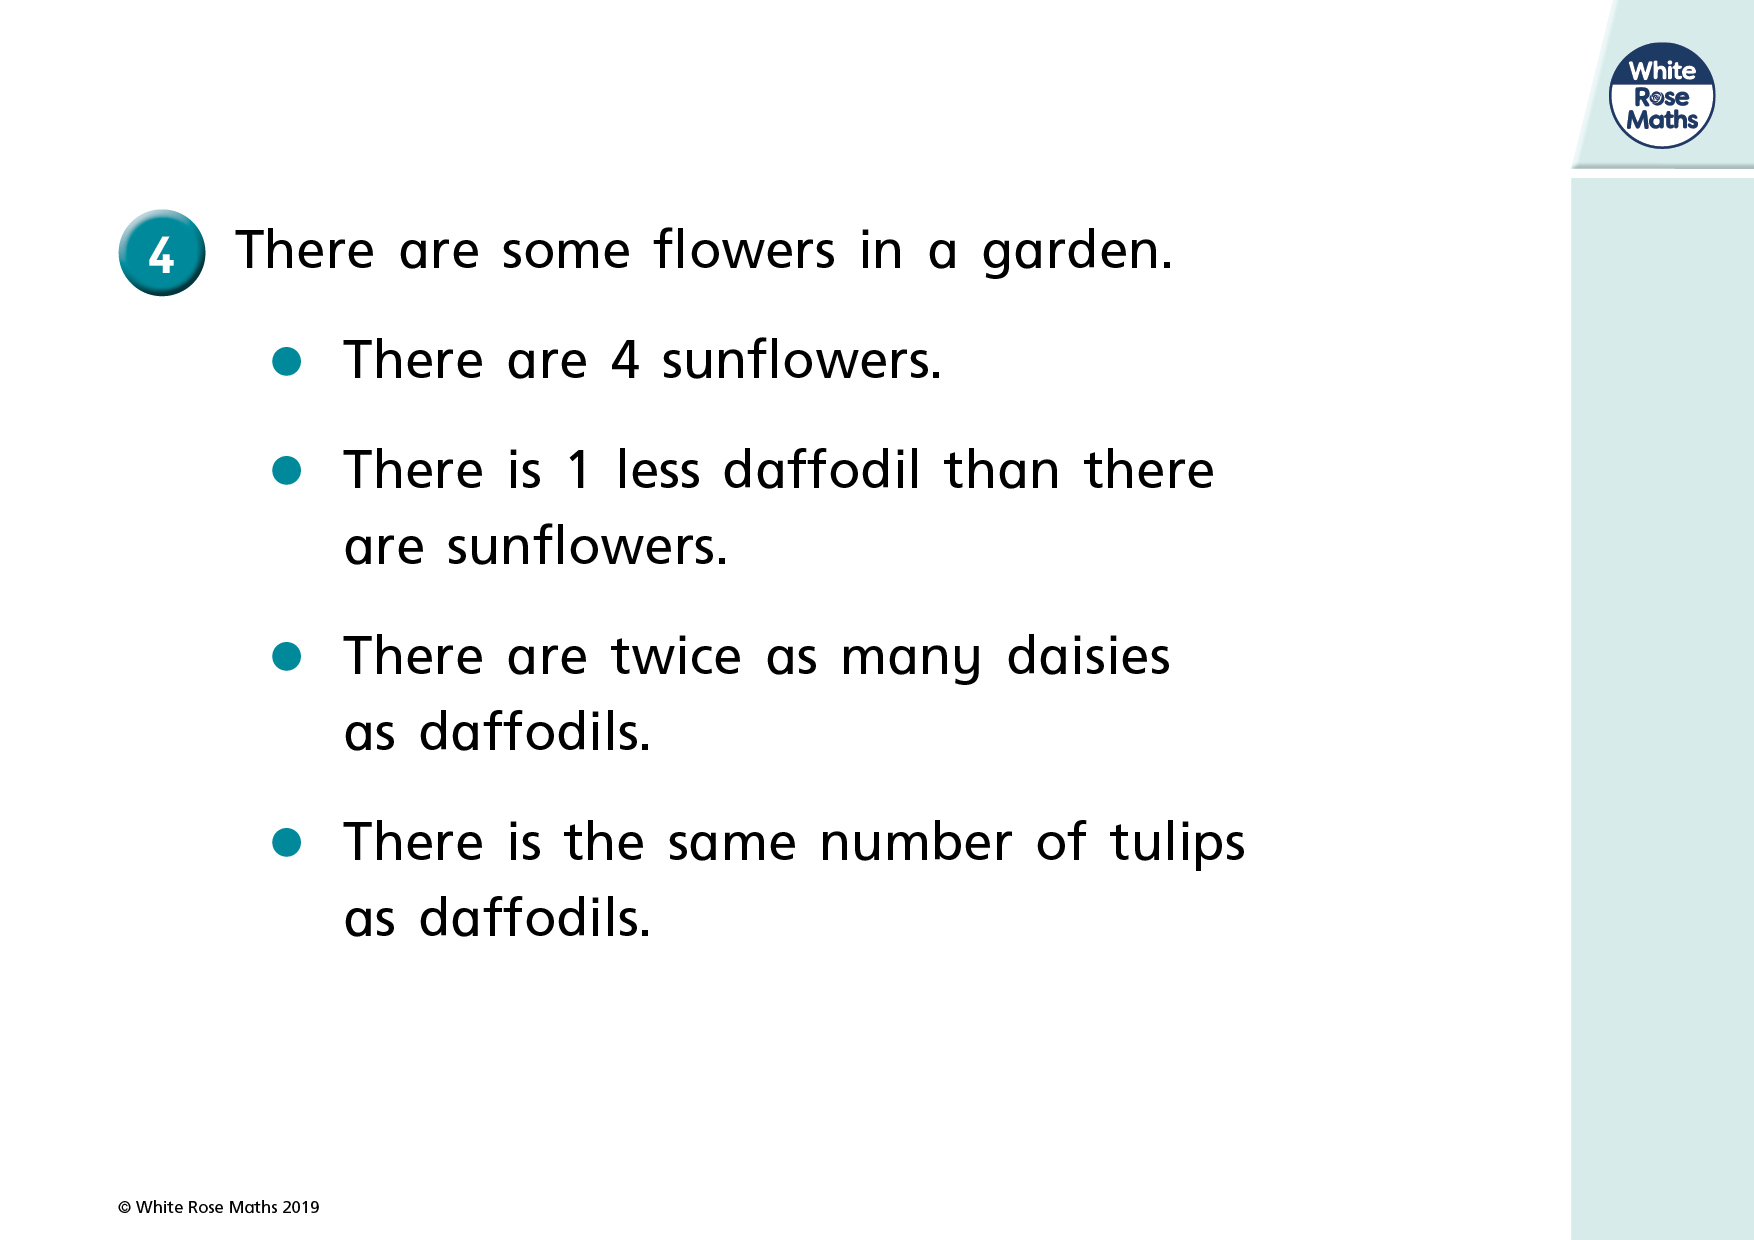 White
Rose
Maths
4 There are some flowers in a garden.
There are 4 sunflowers.
There is 1 less daffodil than there
are sunflowers.
There are twice as many daisies
as daffodils.
There is the same number of tulips
as daffodils.
© White Rose Maths 2019